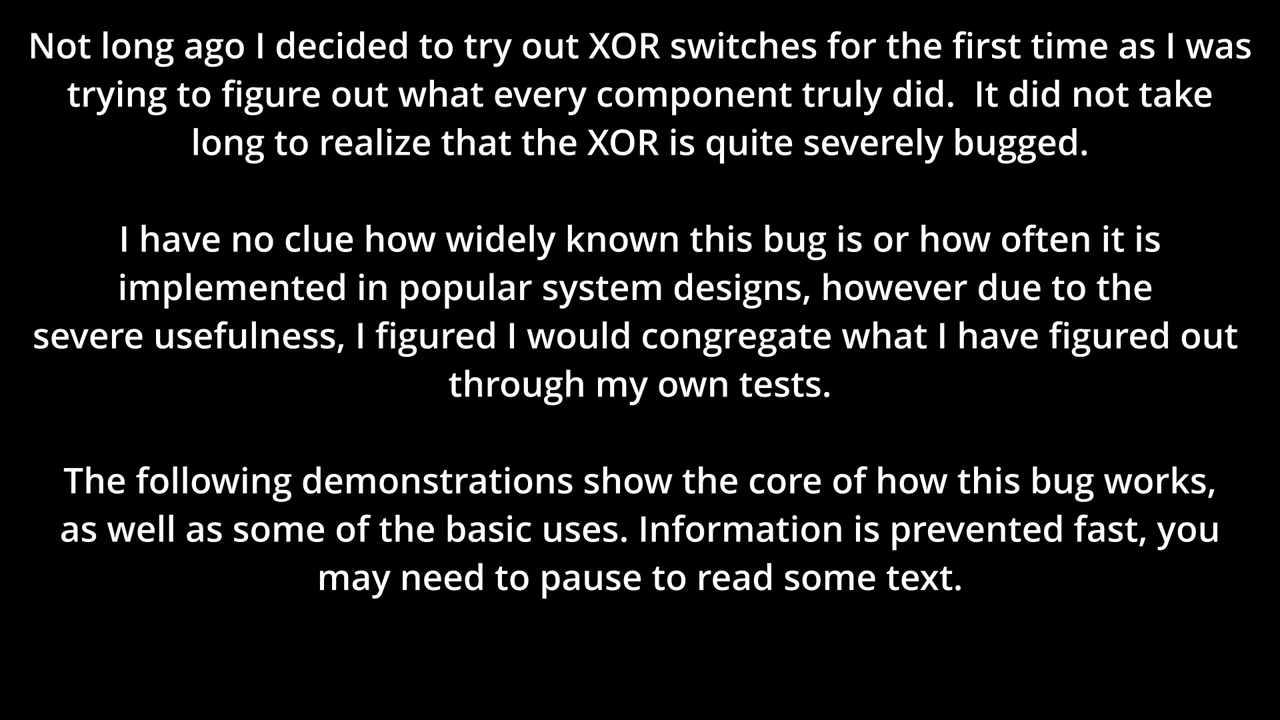 Not long ago I decided to try out XOR switches for the first time as I was
trying to figure out what every component truly did.  It did not take
long to realize that the XOR is quite severely bugged.
I have no clue how widely known this bug is or how often it is
implemented in popular system designs, however due to the
severe usefulness, I figured I would congregate what I have figured out
through my own tests.
The following demonstrations show the core of how this bug works,
as well as some of the basic uses. Information is prevented fast, you
may need to pause to read some text.